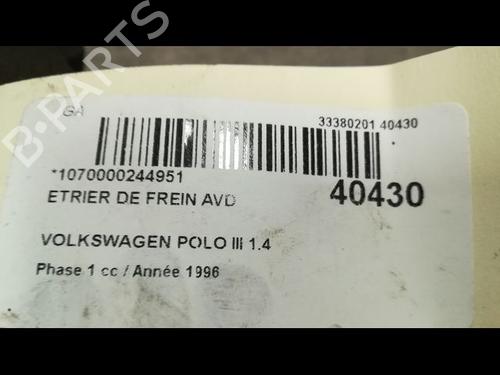 B-PARTS
GA
33380201 40430
*1070000244951
40430
ETRIER DE FREIN AVD
VOLKSWAGEN POLO III 1.4
Phase 1 cc / Année 1996